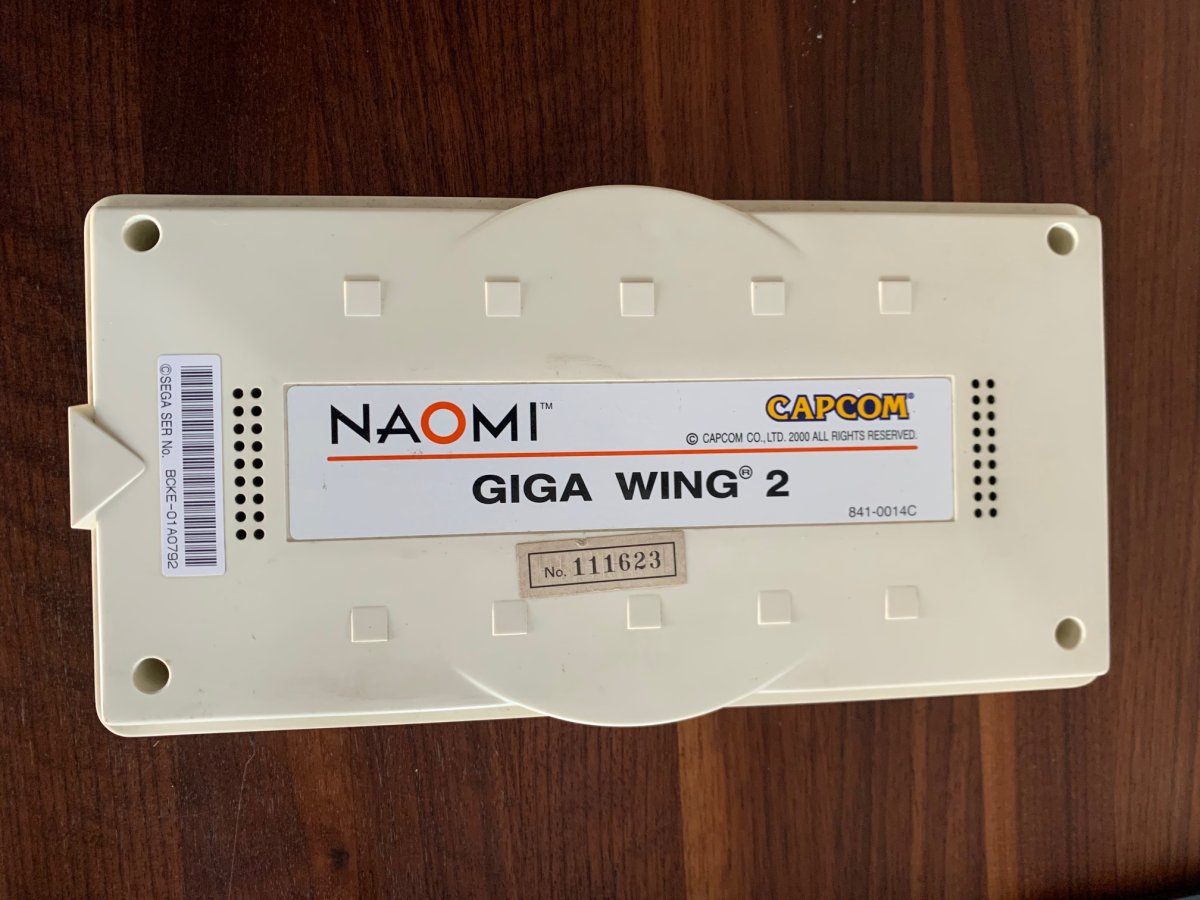 NAOMI™
CAPCOM®
© CAPCOM CO., LTD. 2000 ALL RIGHTS RESERVED.
GIGA WING® 2
841-0014C
No. 111623
©SEGA SER No. BCKE-01A0792